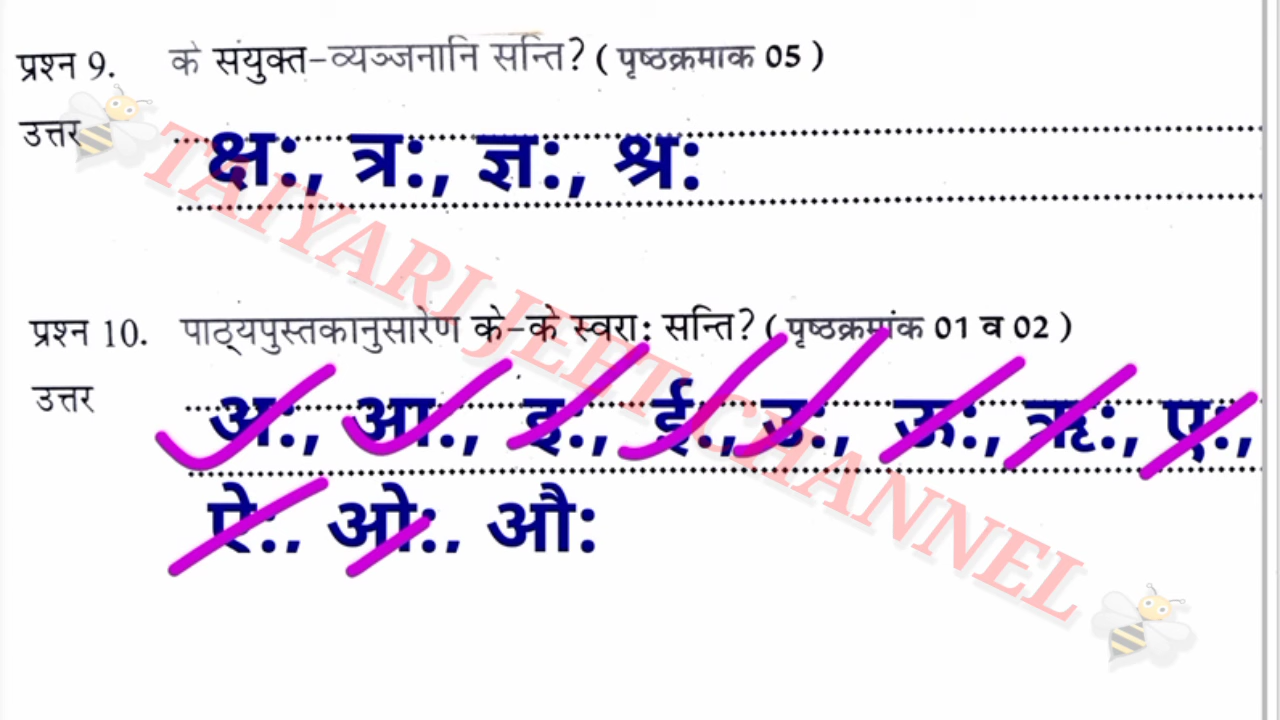 प्रश्न 9. के संयुक्त-व्यञ्जनानि सन्ति? ( पृष्ठक्रमाक 05 )
उत्तर
क्ष:, त्र:, ज्ञ:, श्र:
TAIYARI JEET CHANNEL
प्रश्न 10. पाठ्यपुस्तकानुसारेण के-के स्वरा: सन्ति? ( पृष्ठक्रमांक 01 व 02 )
उत्तर
अ:, आ:, इ:, ई:, उ:, ऊ:, ऋ:, ए:,
ऐ:, ओ:, औ: